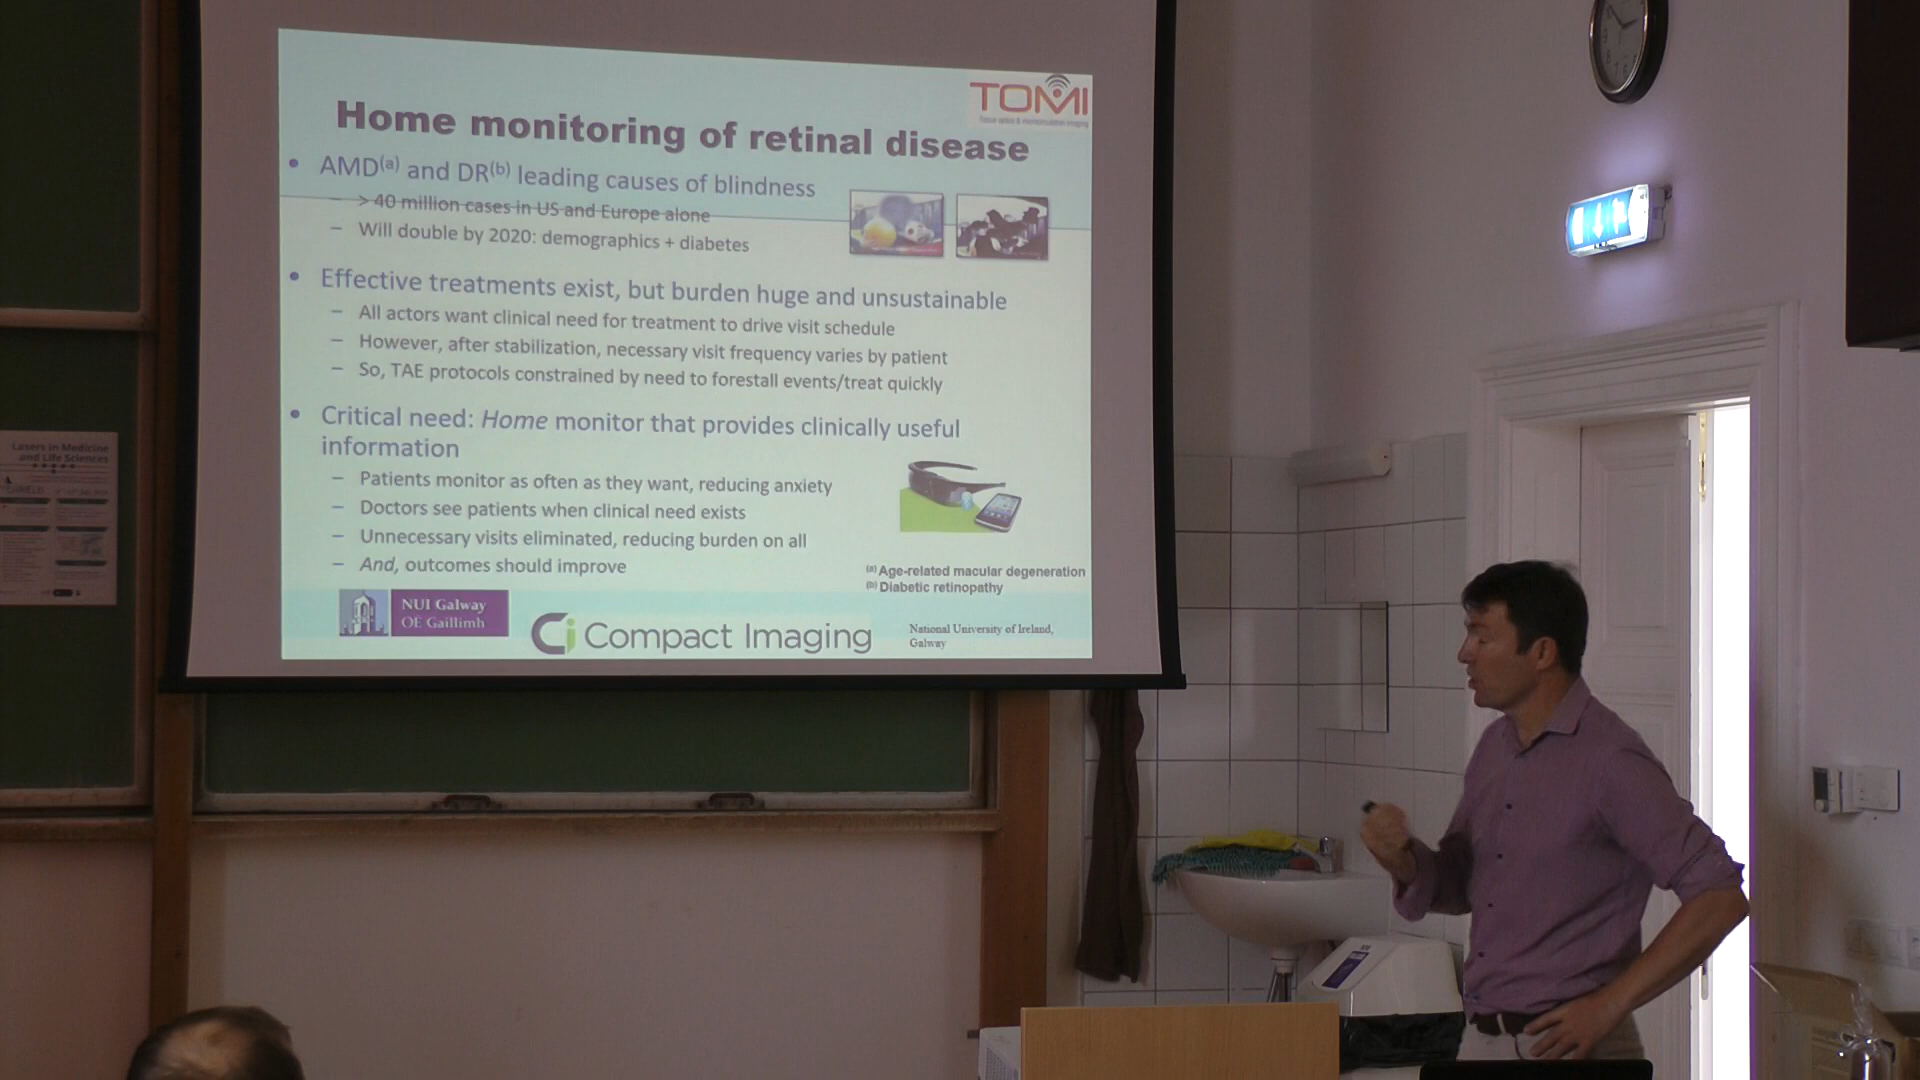 TOMI
Home monitoring of retinal disease
• AMD(a) and DR(b) leading causes of blindness
– > 40 million cases in US and Europe alone
– Will double by 2020: demographics + diabetes
• Effective treatments exist, but burden huge and unsustainable
– All actors want clinical need for treatment to drive visit schedule
– However, after stabilization, necessary visit frequency varies by patient
– So, TAE protocols constrained by need to forestall events/treat quickly
• Critical need: Home monitor that provides clinically useful
information
– Patients monitor as often as they want, reducing anxiety
– Doctors see patients when clinical need exists
– Unnecessary visits eliminated, reducing burden on all
– And, outcomes should improve
(a) Age-related macular degeneration
(b) Diabetic retinopathy
NUI Galway
OÉ Gaillimh
Ci Compact Imaging
National University of Ireland,
Galway
Lasers in Medicine
and Life Sciences